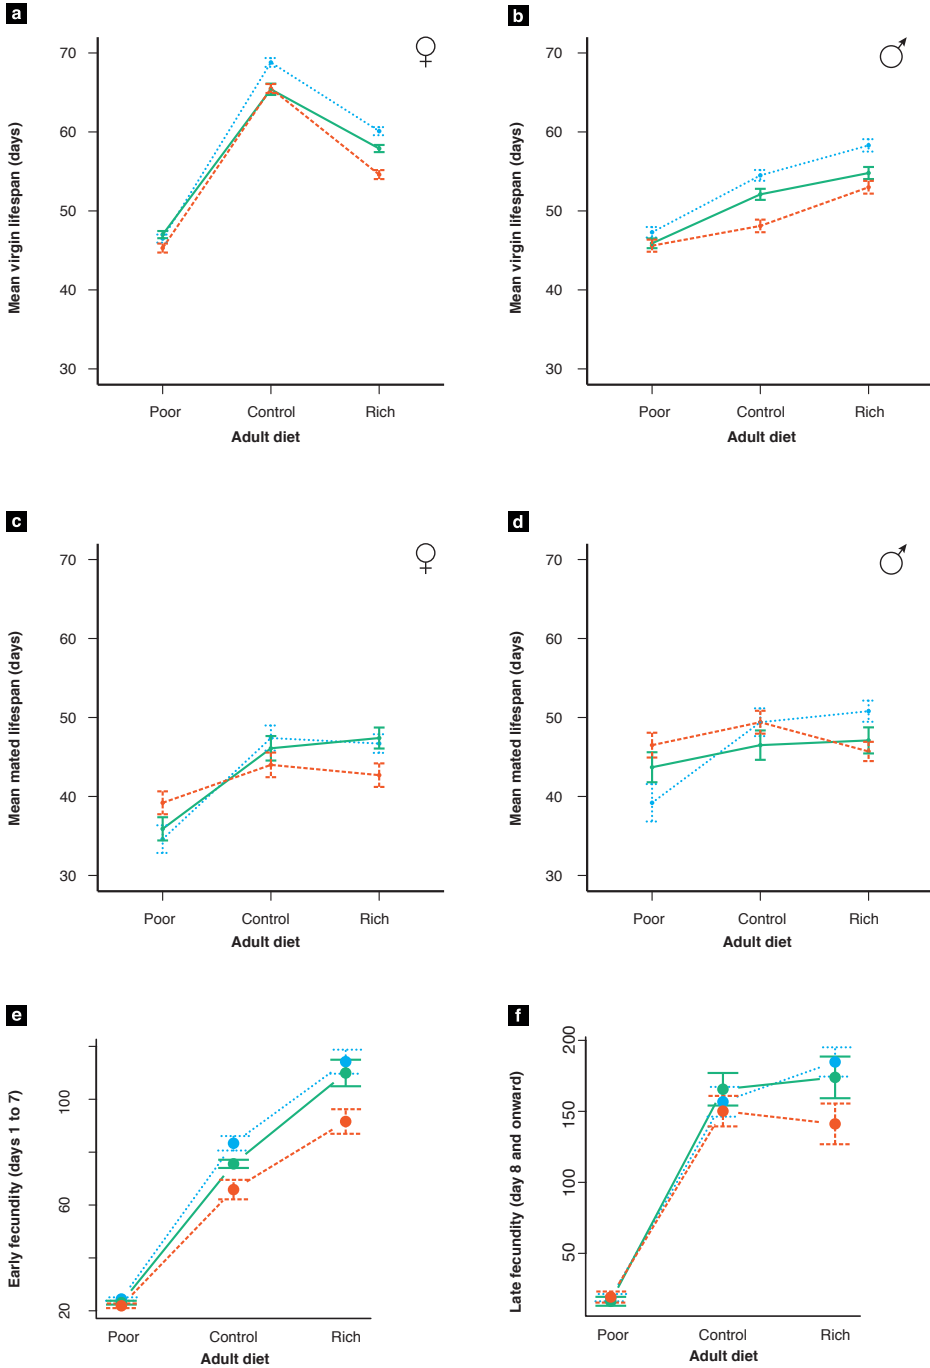 a
70
60
50
40
30
Mean virgin lifespan (days)
Poor Control Rich
Adult diet
b
70
60
50
40
30
Mean virgin lifespan (days)
Poor Control Rich
Adult diet
c
70
60
50
40
30
Mean mated lifespan (days)
Poor Control Rich
Adult diet
d
70
60
50
40
30
Mean mated lifespan (days)
Poor Control Rich
Adult diet
e
100
60
20
Early fecundity (days 1 to 7)
Poor Control Rich
Adult diet
f
200
150
100
50
Late fecundity (day 8 and onward)
Poor Control Rich
Adult diet